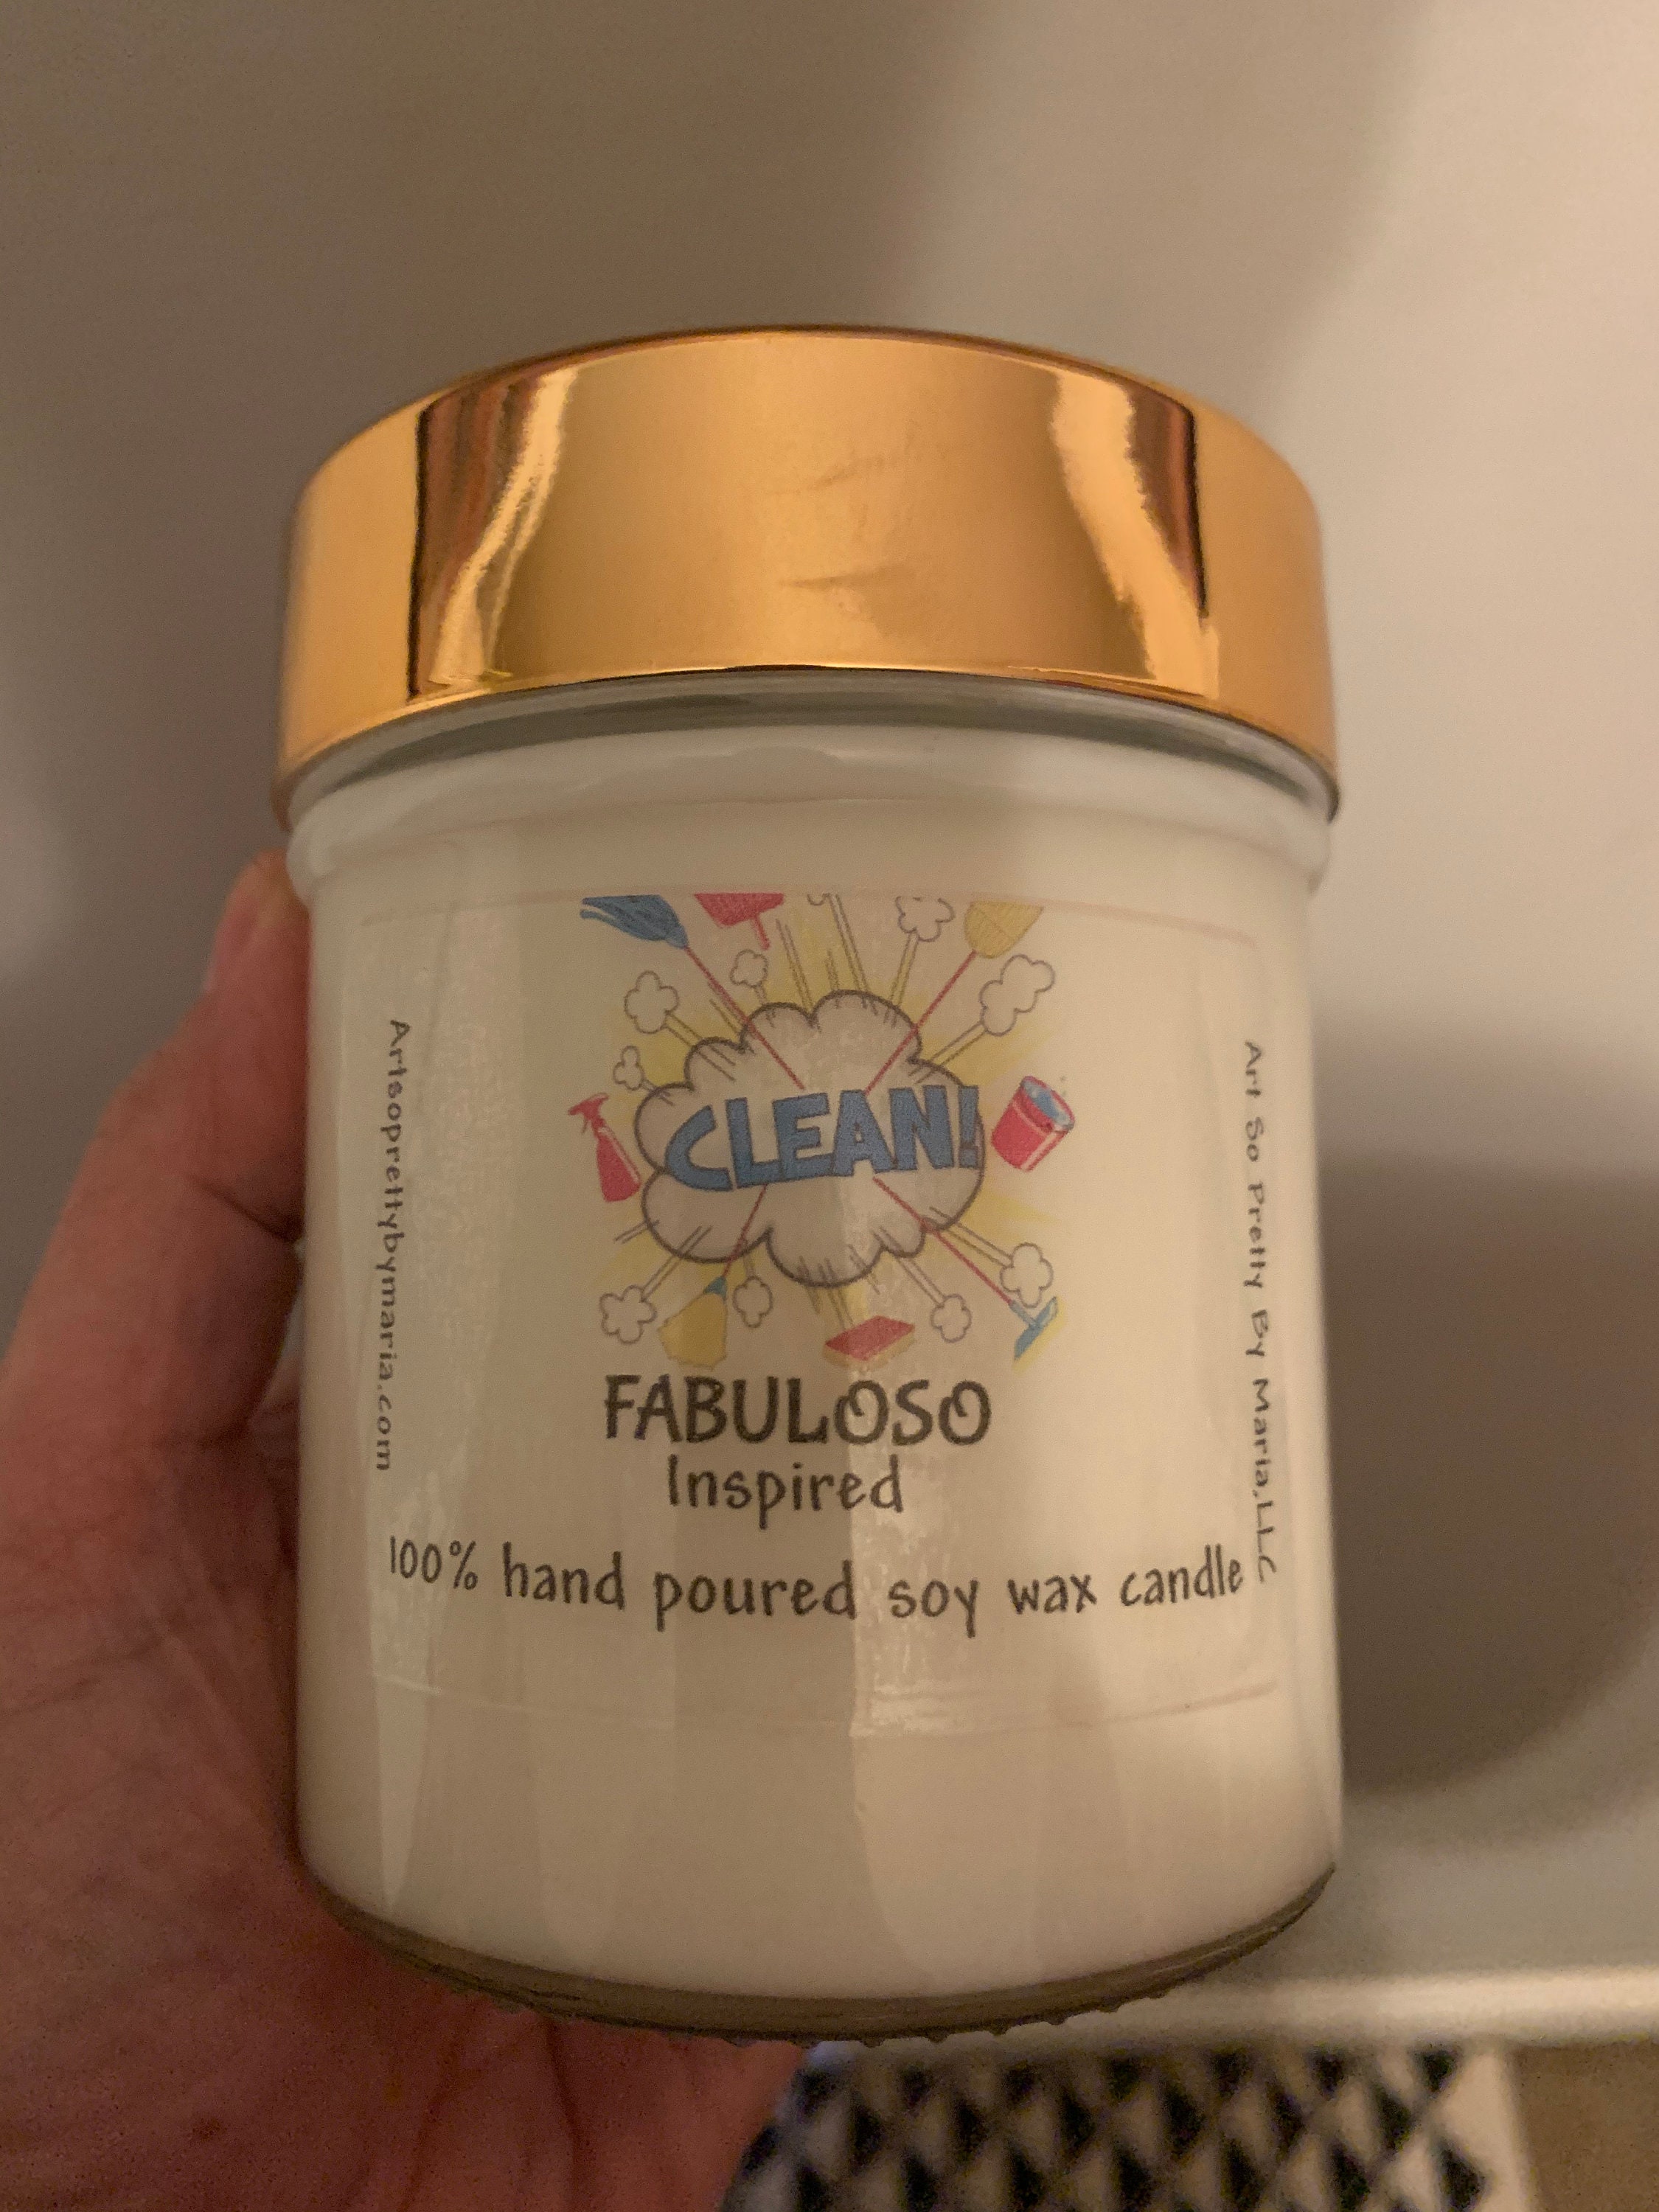 CLEAN!
FABULOSO
Inspired
100% hand poured soy wax candle
Artsoprettybymaria.com
Art So Pretty By Maria,LLC